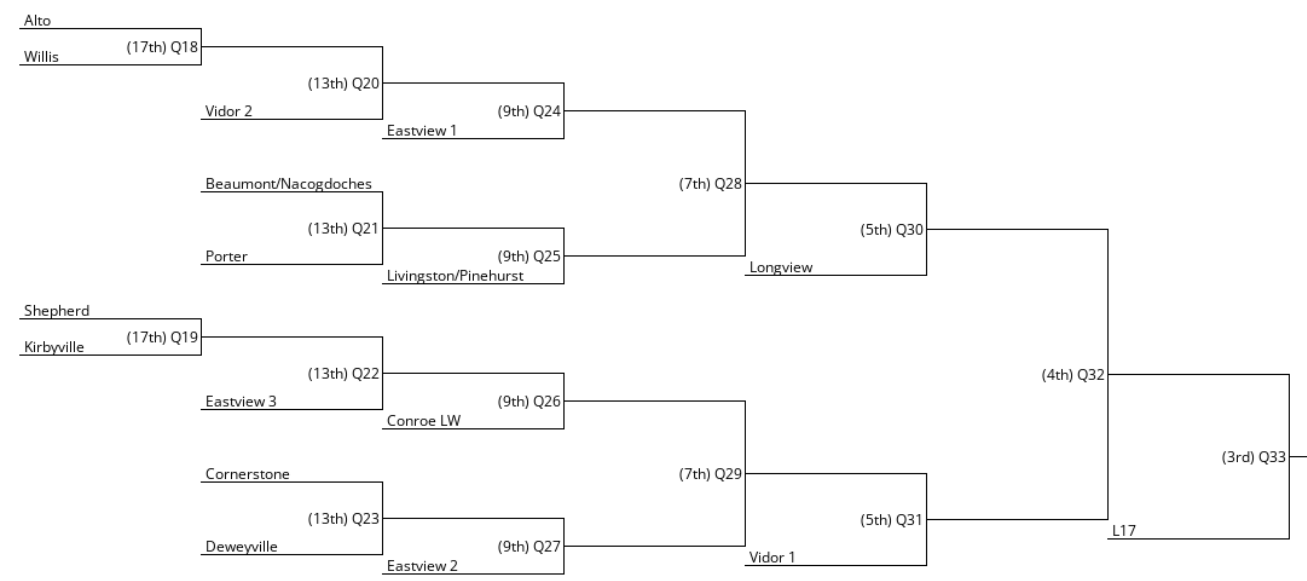 Alto
(17th) Q18
Willis
(13th) Q20
Vidor 2
(9th) Q24
Eastview 1
Beaumont/Nacogdoches
(7th) Q28
(13th) Q21
(5th) Q30
Porter
(9th) Q25
Livingston/Pinehurst
Longview
Shepherd
(17th) Q19
Kirbyville
(13th) Q22
(4th) Q32
Eastview 3
(9th) Q26
Conroe LW
(3rd) Q33
Cornerstone
(7th) Q29
(13th) Q23
(5th) Q31
L17
Deweyville
(9th) Q27
Vidor 1
Eastview 2